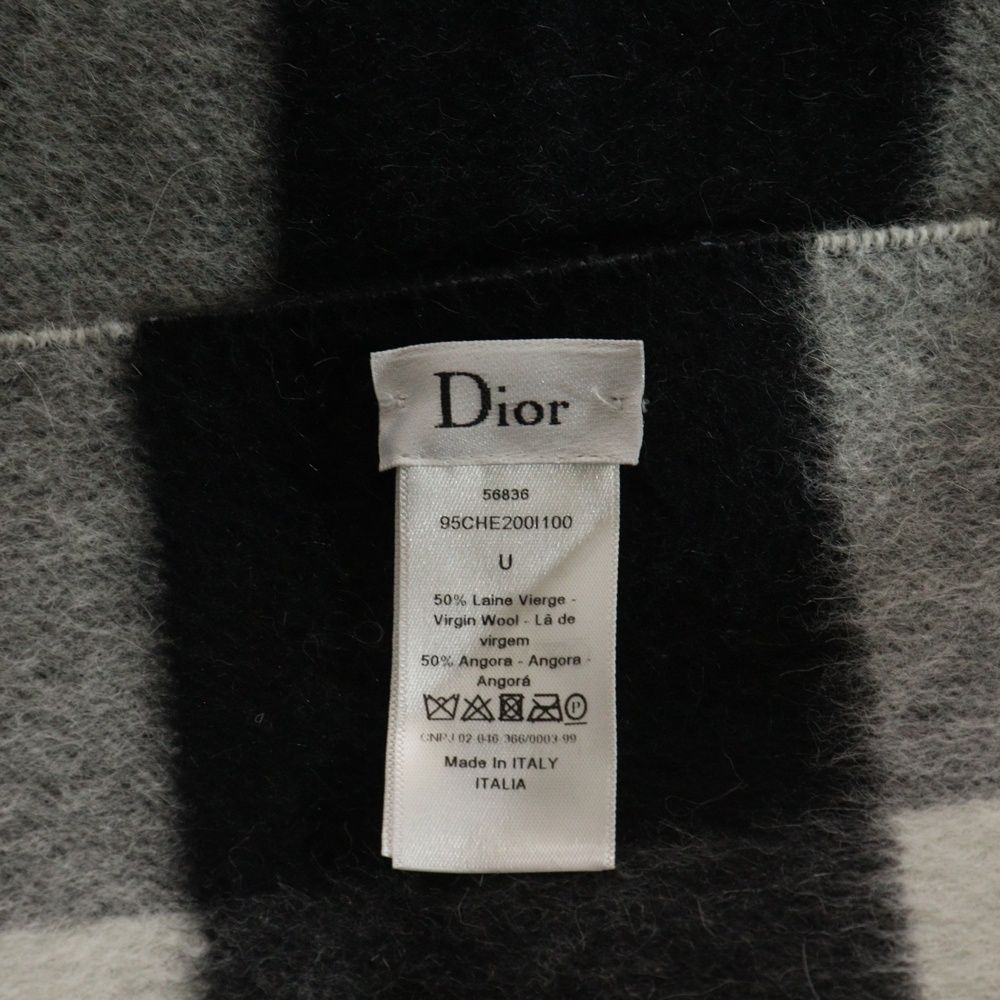 Dior
56836
95CHE200I100
U
50% Laine Vierge -
Virgin Wool - Là de
virgem
50% Angora - Angora -
Angorá
P
CNPJ 02-046-366/0003-99
Made In ITALY
ITALIA